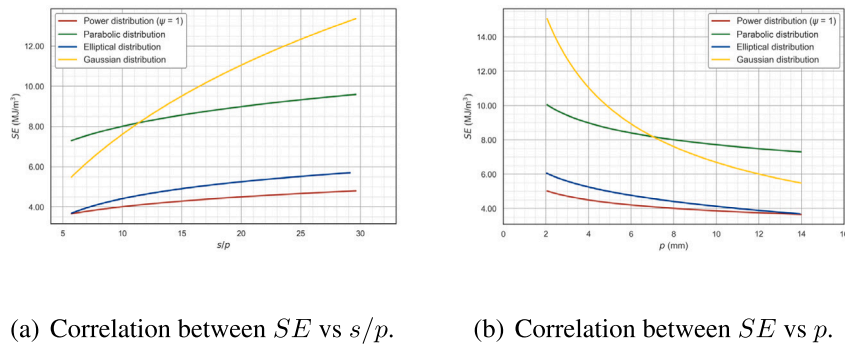 Power distribution (ψ = 1)
Parabolic distribution
Elliptical distribution
Gaussian distribution
12.00
10.00
8.00
6.00
4.00
SE (MJ/m³)
5 10 15 20 25 30
s/p
Power distribution (ψ = 1)
Parabolic distribution
Elliptical distribution
Gaussian distribution
14.00
12.00
10.00
8.00
6.00
4.00
SE (MJ/m³)
0 2 4 6 8 10 12 14 16
p (mm)
(a) Correlation between SE vs s/p.
(b) Correlation between SE vs p.